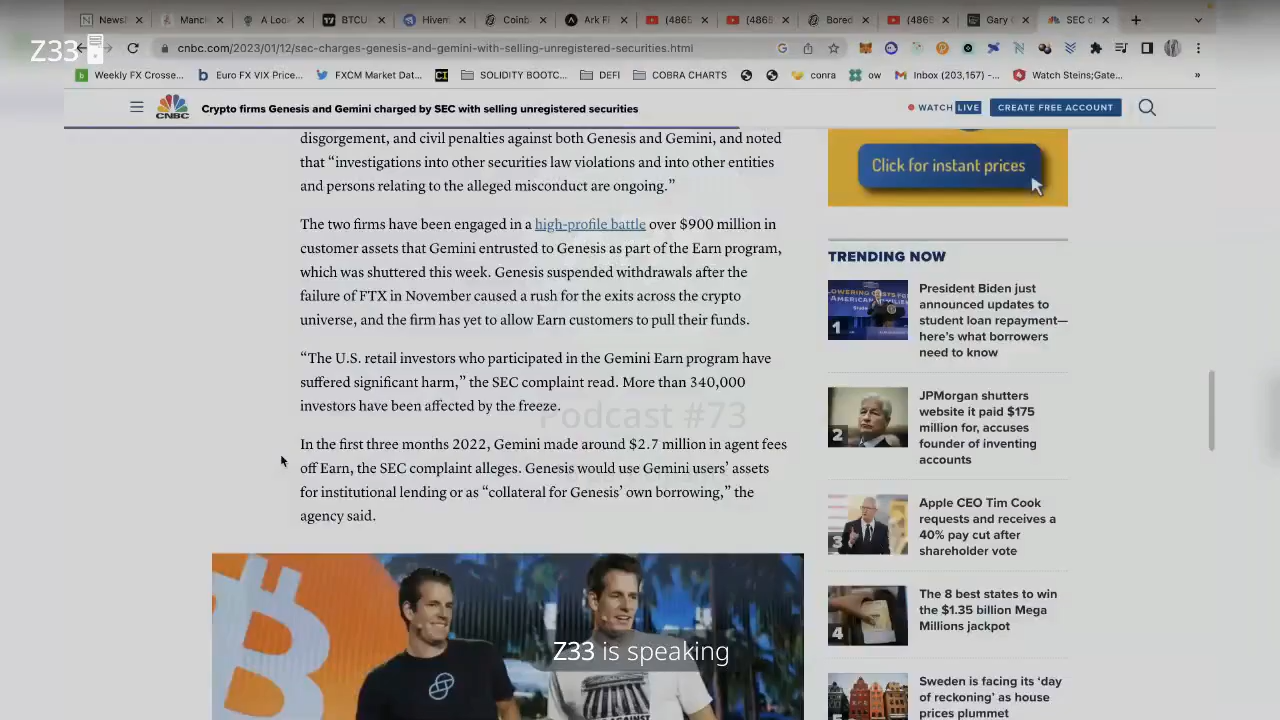 News
Manch
A Look
BTCU
Hivem
Coinb
Ark Fi
(4865
(4868
Bored
(4868
Gary G
SEC c
Z33
cnbc.com/2023/01/12/sec-charges-genesis-and-gemini-with-selling-unregistered-securities.html
Weekly FX Crosse...
Euro FX VIX Price...
FXCM Market Dat...
SOLIDITY BOOTC...
DEFI
COBRA CHARTS
conra
ow
Inbox (203,157) -...
Watch Steins;Gate...
»
CNBC
Crypto firms Genesis and Gemini charged by SEC with selling unregistered securities
WATCH LIVE
CREATE FREE ACCOUNT
disgorgement, and civil penalties against both Genesis and Gemini, and noted
that “investigations into other securities law violations and into other entities
and persons relating to the alleged misconduct are ongoing.”
The two firms have been engaged in a high-profile battle over $900 million in
customer assets that Gemini entrusted to Genesis as part of the Earn program,
which was shuttered this week. Genesis suspended withdrawals after the
failure of FTX in November caused a rush for the exits across the crypto
universe, and the firm has yet to allow Earn customers to pull their funds.
“The U.S. retail investors who participated in the Gemini Earn program have
suffered significant harm,” the SEC complaint read. More than 340,000
investors have been affected by the freeze.
Podcast #73
In the first three months 2022, Gemini made around $2.7 million in agent fees
off Earn, the SEC complaint alleges. Genesis would use Gemini users’ assets
for institutional lending or as “collateral for Genesis’ own borrowing,” the
agency said.
Z33 is speaking
Click for instant prices
TRENDING NOW
1
President Biden just
announced updates to
student loan repayment—
here’s what borrowers
need to know
2
JPMorgan shutters
website it paid $175
million for, accuses
founder of inventing
accounts
3
Apple CEO Tim Cook
requests and receives a
40% pay cut after
shareholder vote
4
The 8 best states to win
the $1.35 billion Mega
Millions jackpot
Sweden is facing its ‘day
of reckoning’ as house
prices plummet